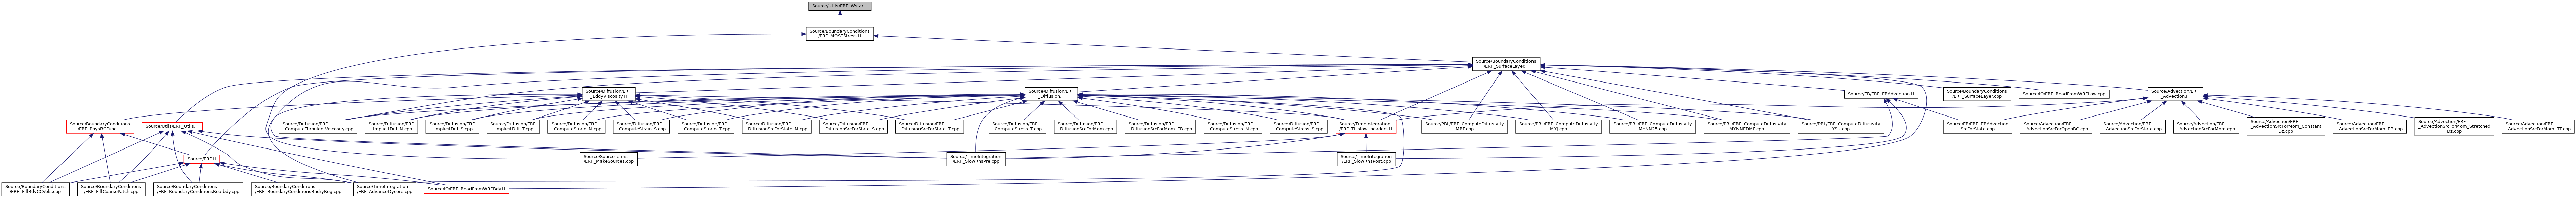 Source/Utils/ERF_Wstar.H
Source/BoundaryConditions
/ERF_MOSTStress.H
Source/BoundaryConditions
/ERF_SurfaceLayer.H
Source/Diffusion/ERF
_EddyViscosity.H
Source/Diffusion/ERF
_Diffusion.H
Source/EB/ERF_EBAdvection.H
Source/BoundaryConditions
/ERF_SurfaceLayer.cpp
Source/IO/ERF_ReadFromWRFLow.cpp
Source/Advection/ERF
_Advection.H
Source/BoundaryConditions
/ERF_PhysBCFunct.H
Source/Utils/ERF_Utils.H
Source/Diffusion/ERF
_ComputeTurbulentViscosity.cpp
Source/Diffusion/ERF
_ImplicitDiff_N.cpp
Source/Diffusion/ERF
_ImplicitDiff_S.cpp
Source/Diffusion/ERF
_ImplicitDiff_T.cpp
Source/Diffusion/ERF
_ComputeStrain_N.cpp
Source/Diffusion/ERF
_ComputeStrain_S.cpp
Source/Diffusion/ERF
_ComputeStrain_T.cpp
Source/Diffusion/ERF
_DiffusionSrcForState_N.cpp
Source/Diffusion/ERF
_DiffusionSrcForState_S.cpp
Source/Diffusion/ERF
_DiffusionSrcForState_T.cpp
Source/Diffusion/ERF
_ComputeStress_T.cpp
Source/Diffusion/ERF
_DiffusionSrcForMom.cpp
Source/Diffusion/ERF
_DiffusionSrcForMom_EB.cpp
Source/Diffusion/ERF
_ComputeStress_N.cpp
Source/Diffusion/ERF
_ComputeStress_S.cpp
Source/TimeIntegration
/ERF_TI_slow_headers.H
Source/PBL/ERF_ComputeDiffusivity
MRF.cpp
Source/PBL/ERF_ComputeDiffusivity
MYJ.cpp
Source/PBL/ERF_ComputeDiffusivity
MYNN25.cpp
Source/PBL/ERF_ComputeDiffusivity
MYNNEDMF.cpp
Source/PBL/ERF_ComputeDiffusivity
YSU.cpp
Source/EB/ERF_EBAdvection
SrcForState.cpp
Source/Advection/ERF
_AdvectionSrcForOpenBC.cpp
Source/Advection/ERF
_AdvectionSrcForState.cpp
Source/Advection/ERF
_AdvectionSrcForMom.cpp
Source/Advection/ERF
_AdvectionSrcForMom_Constant
Dz.cpp
Source/Advection/ERF
_AdvectionSrcForMom_EB.cpp
Source/Advection/ERF
_AdvectionSrcForMom_Stretched
Dz.cpp
Source/Advection/ERF
_AdvectionSrcForMom_TF.cpp
Source/ERF.H
Source/SourceTerms
/ERF_MakeSources.cpp
Source/TimeIntegration
/ERF_SlowRhsPre.cpp
Source/TimeIntegration
/ERF_SlowRhsPost.cpp
Source/BoundaryConditions
/ERF_FillBdyCCVels.cpp
Source/BoundaryConditions
/ERF_FillCoarsePatch.cpp
Source/BoundaryConditions
/ERF_BoundaryConditionsRealbdy.cpp
Source/BoundaryConditions
/ERF_BoundaryConditionsBndryReg.cpp
Source/TimeIntegration
/ERF_AdvanceDycore.cpp
Source/IO/ERF_ReadFromWRFBdy.H